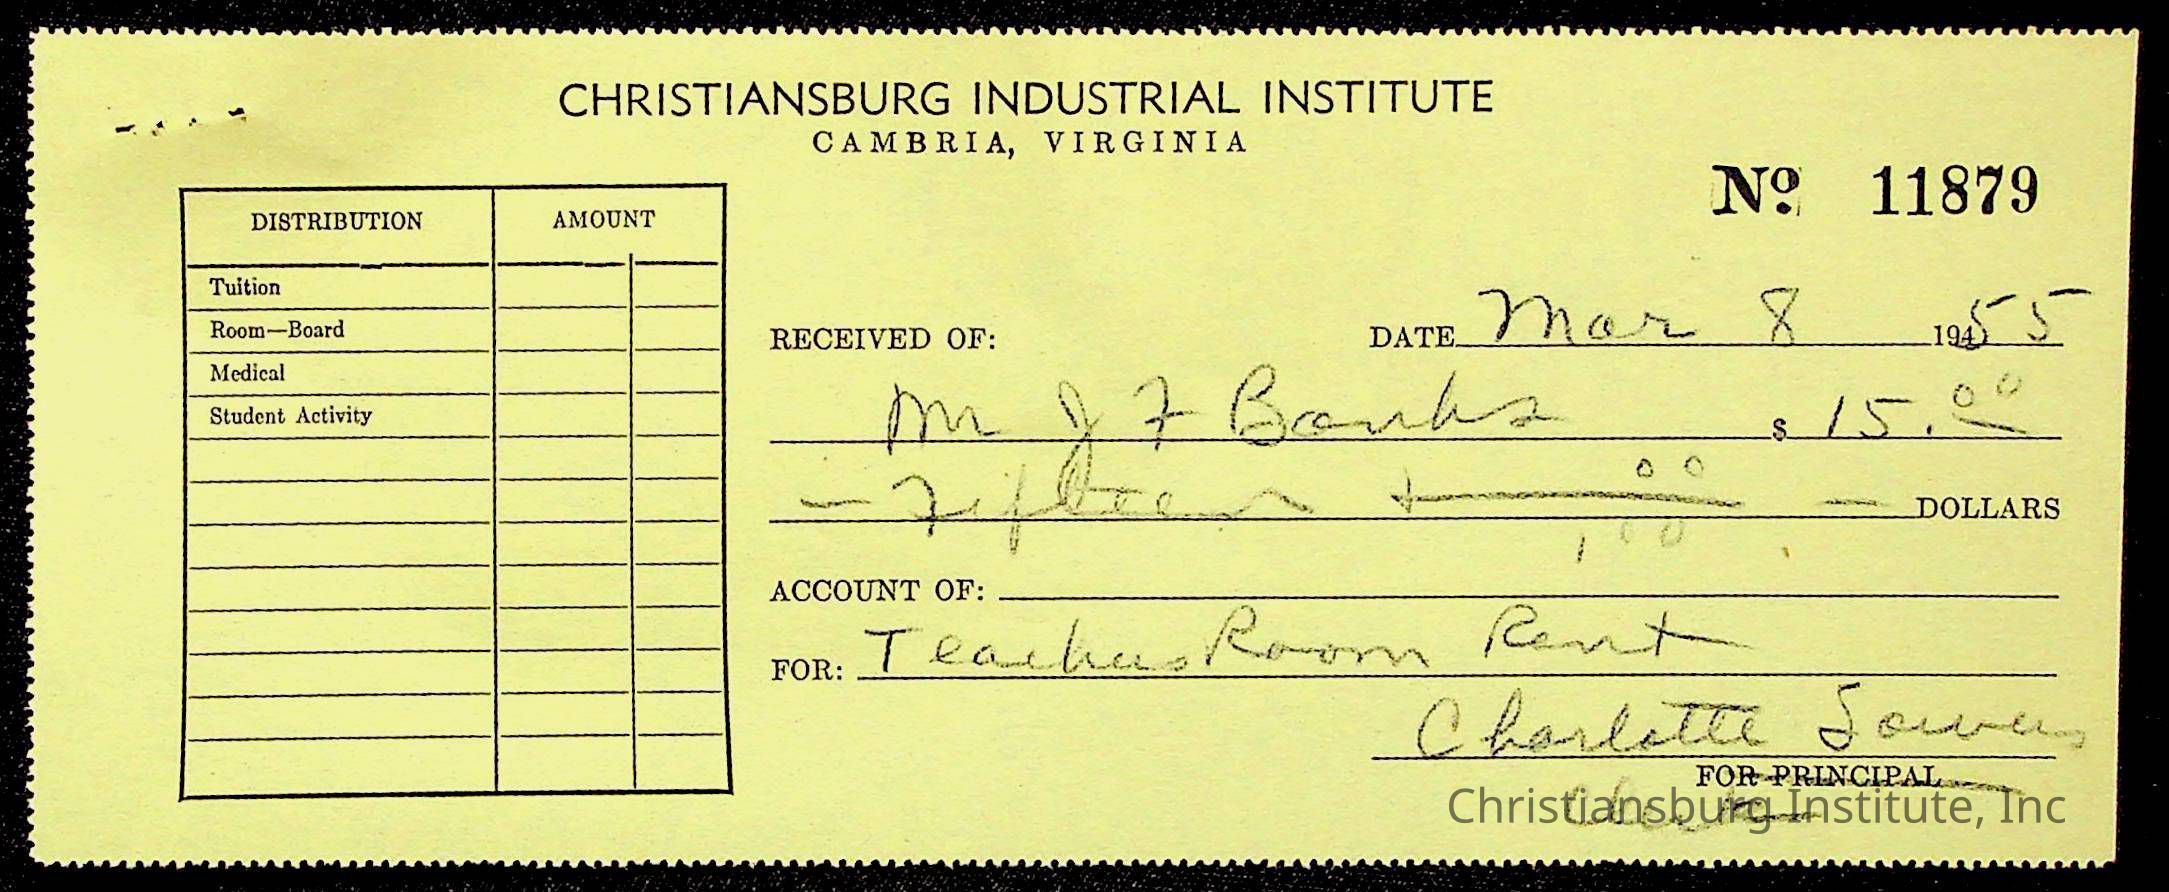 CHRISTIANSBURG INDUSTRIAL INSTITUTE
CAMBRIA, VIRGINIA
Nº 11879
DISTRIBUTION AMOUNT
Tuition
Room—Board
Medical
Student Activity
RECEIVED OF: DATE Mar 8 1955
Mr J F Banks $ 15.00
— Fifteen + 00/100 — DOLLARS
ACCOUNT OF:
FOR: Teachers Room Rent
Charlotte Sowers
FOR PRINCIPAL
Christiansburg Institute, Inc